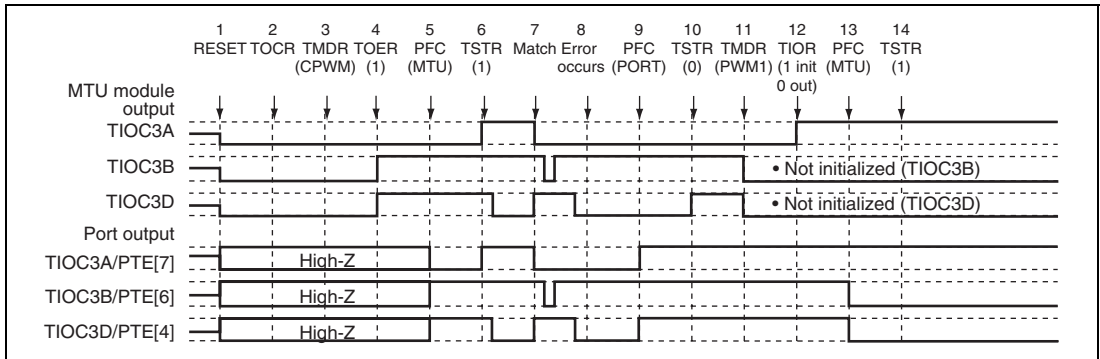 1 2 3 4 5 6 7 8 9 10 11 12 13 14
RESET TOCR TMDR TOER PFC TSTR Match Error PFC TSTR TMDR TIOR PFC TSTR
(CPWM) (1) (MTU) (1) occurs (PORT) (0) (PWM1) (1 init (MTU) (1)
0 out)
MTU module
output
TIOC3A
TIOC3B
• Not initialized (TIOC3B)
TIOC3D
• Not initialized (TIOC3D)
Port output
TIOC3A/PTE[7]
High-Z
TIOC3B/PTE[6]
High-Z
TIOC3D/PTE[4]
High-Z